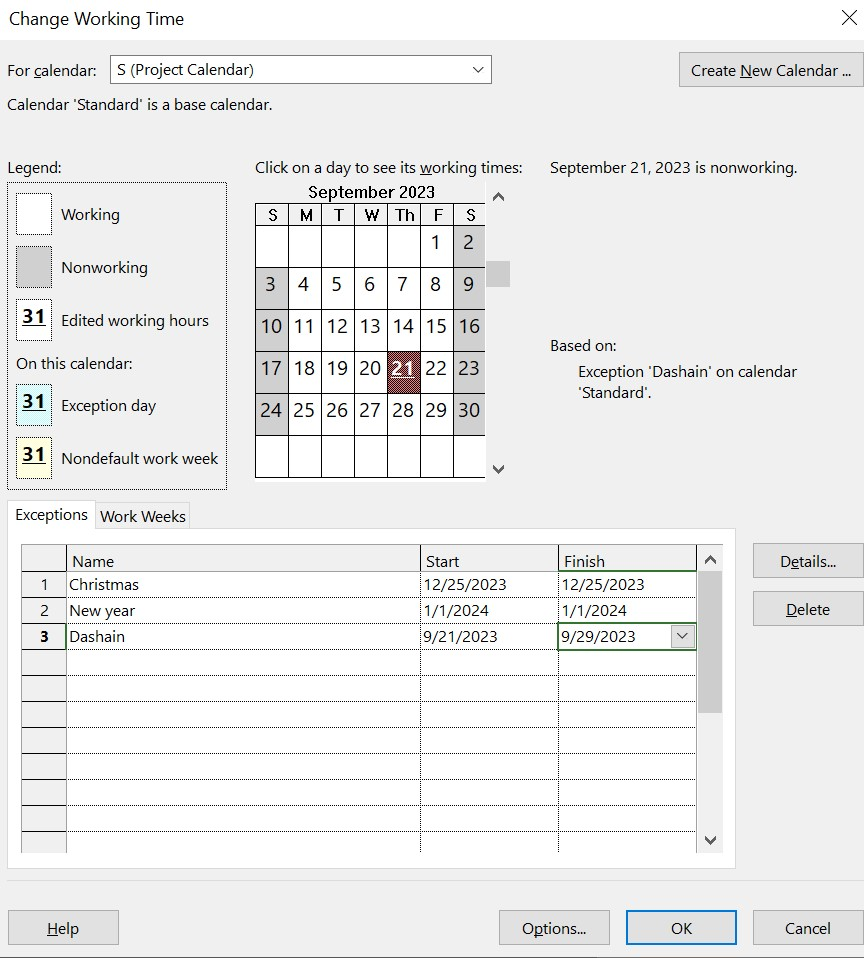 Change Working Time
For calendar: S (Project Calendar) Create New Calendar ...
Calendar 'Standard' is a base calendar.
Legend:
Working
Nonworking
31 Edited working hours
On this calendar:
31 Exception day
31 Nondefault work week
Click on a day to see its working times:
September 2023
S M T W Th F S
1 2
3 4 5 6 7 8 9
10 11 12 13 14 15 16
17 18 19 20 21 22 23
24 25 26 27 28 29 30
September 21, 2023 is nonworking.
Based on:
Exception 'Dashain' on calendar
'Standard'.
Exceptions Work Weeks
Name Start Finish
1 Christmas 12/25/2023 12/25/2023
2 New year 1/1/2024 1/1/2024
3 Dashain 9/21/2023 9/29/2023
Details...
Delete
Help Options... OK Cancel